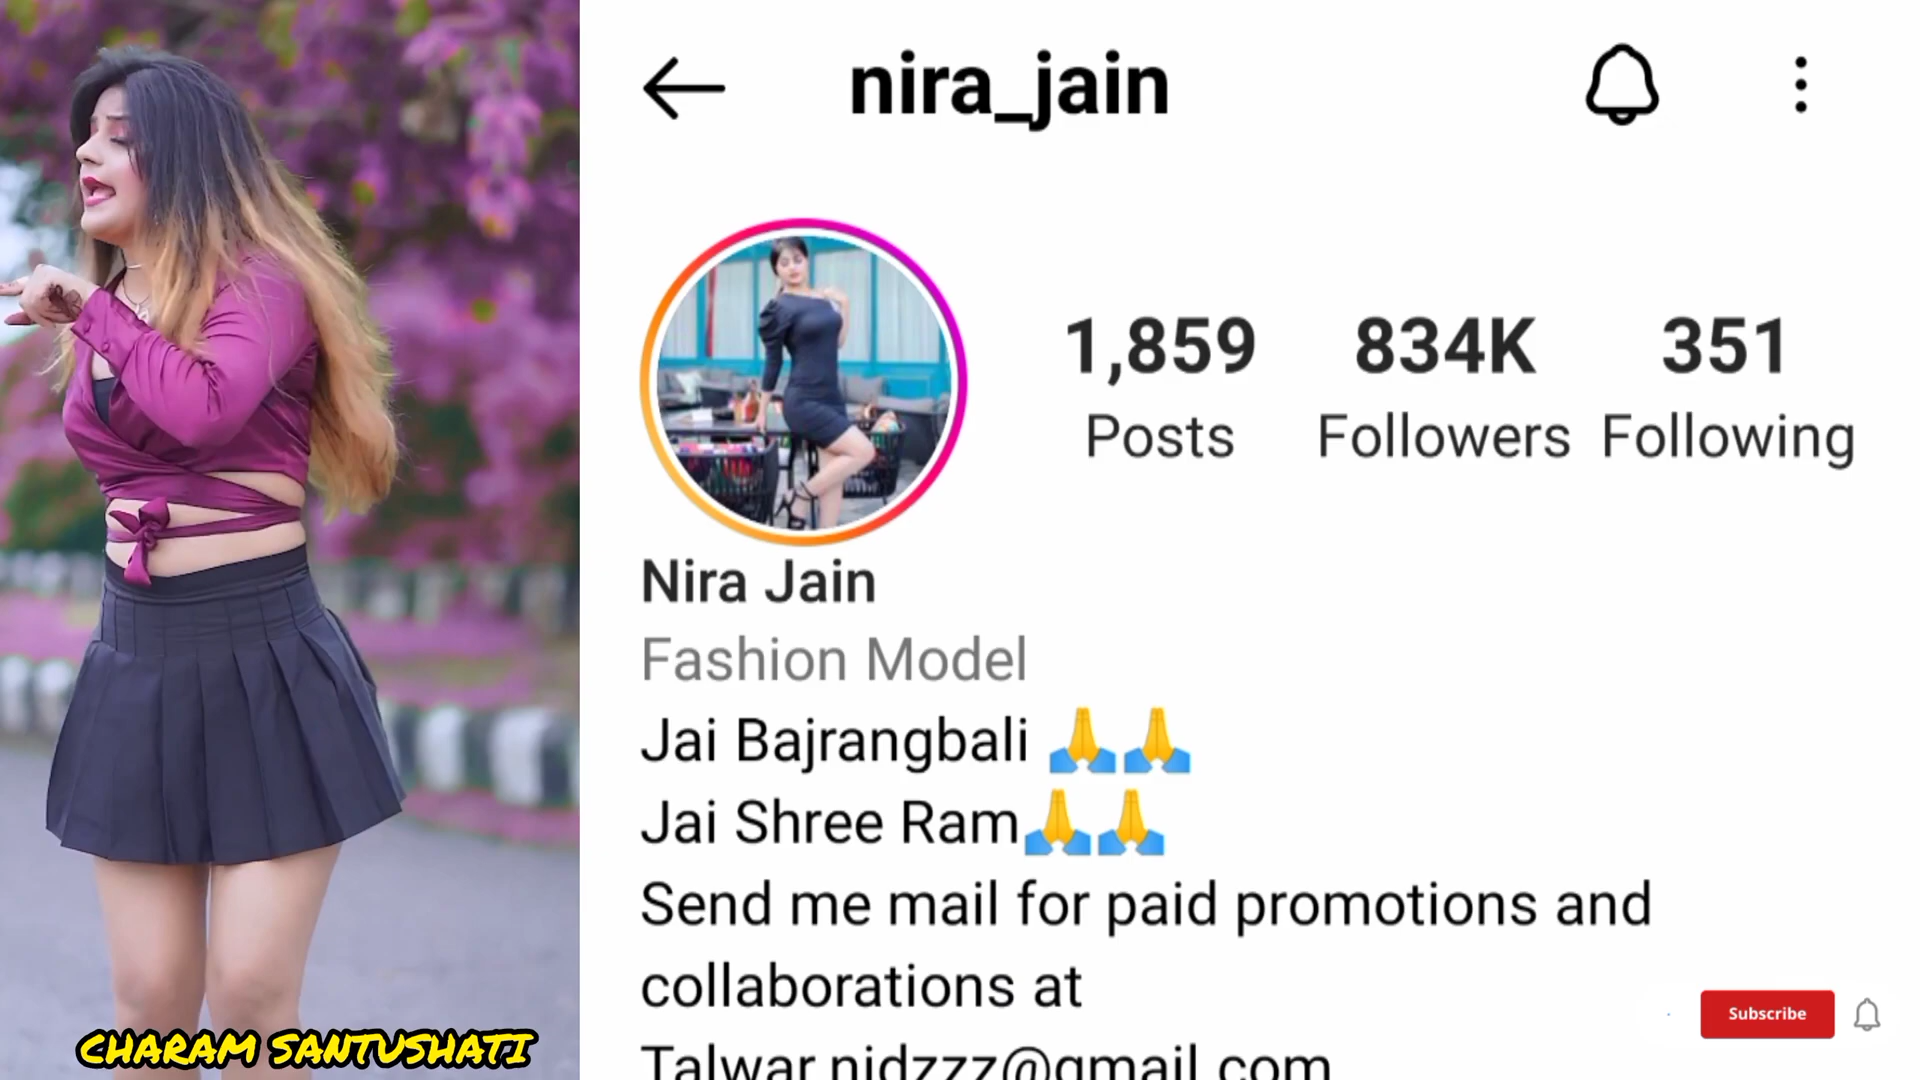 nira_jain
1,859 834K 351
Posts Followers Following
Nira Jain
Fashion Model
Jai Bajrangbali 🙏🙏
Jai Shree Ram🙏🙏
Send me mail for paid promotions and
collaborations at
Talwar.nidzzz@gmail.com
Subscribe
CHARAM SANTUSHATI